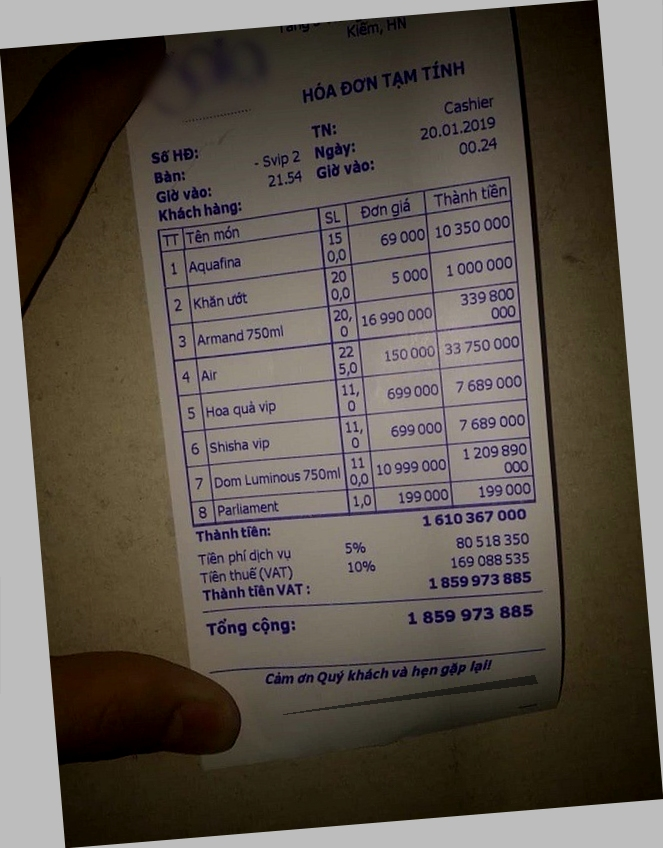 Kiếm, HN
HÓA ĐƠN TẠM TÍNH
Số HĐ: TN: Cashier
Bàn: - Svip 2 Ngày: 20.01.2019
Giờ vào: 21.54 Giờ vào: 00.24
Khách hàng:
TT Tên món SL Đơn giá Thành tiền
1 Aquafina 15 0,0 69 000 10 350 000
2 Khăn ướt 20 0,0 5 000 1 000 000
3 Armand 750ml 20, 0 16 990 000 339 800 000
4 Air 22 5,0 150 000 33 750 000
5 Hoa quả vip 11, 0 699 000 7 689 000
6 Shisha vip 11, 0 699 000 7 689 000
7 Dom Luminous 750ml 11 0,0 10 999 000 1 209 890 000
8 Parliament 1,0 199 000 199 000
Thành tiền: 1 610 367 000
Tiền phí dịch vụ 5% 80 518 350
Tiền thuế (VAT) 10% 169 088 535
Thành tiền VAT : 1 859 973 885
Tổng cộng: 1 859 973 885
Cảm ơn Quý khách và hẹn gặp lại!